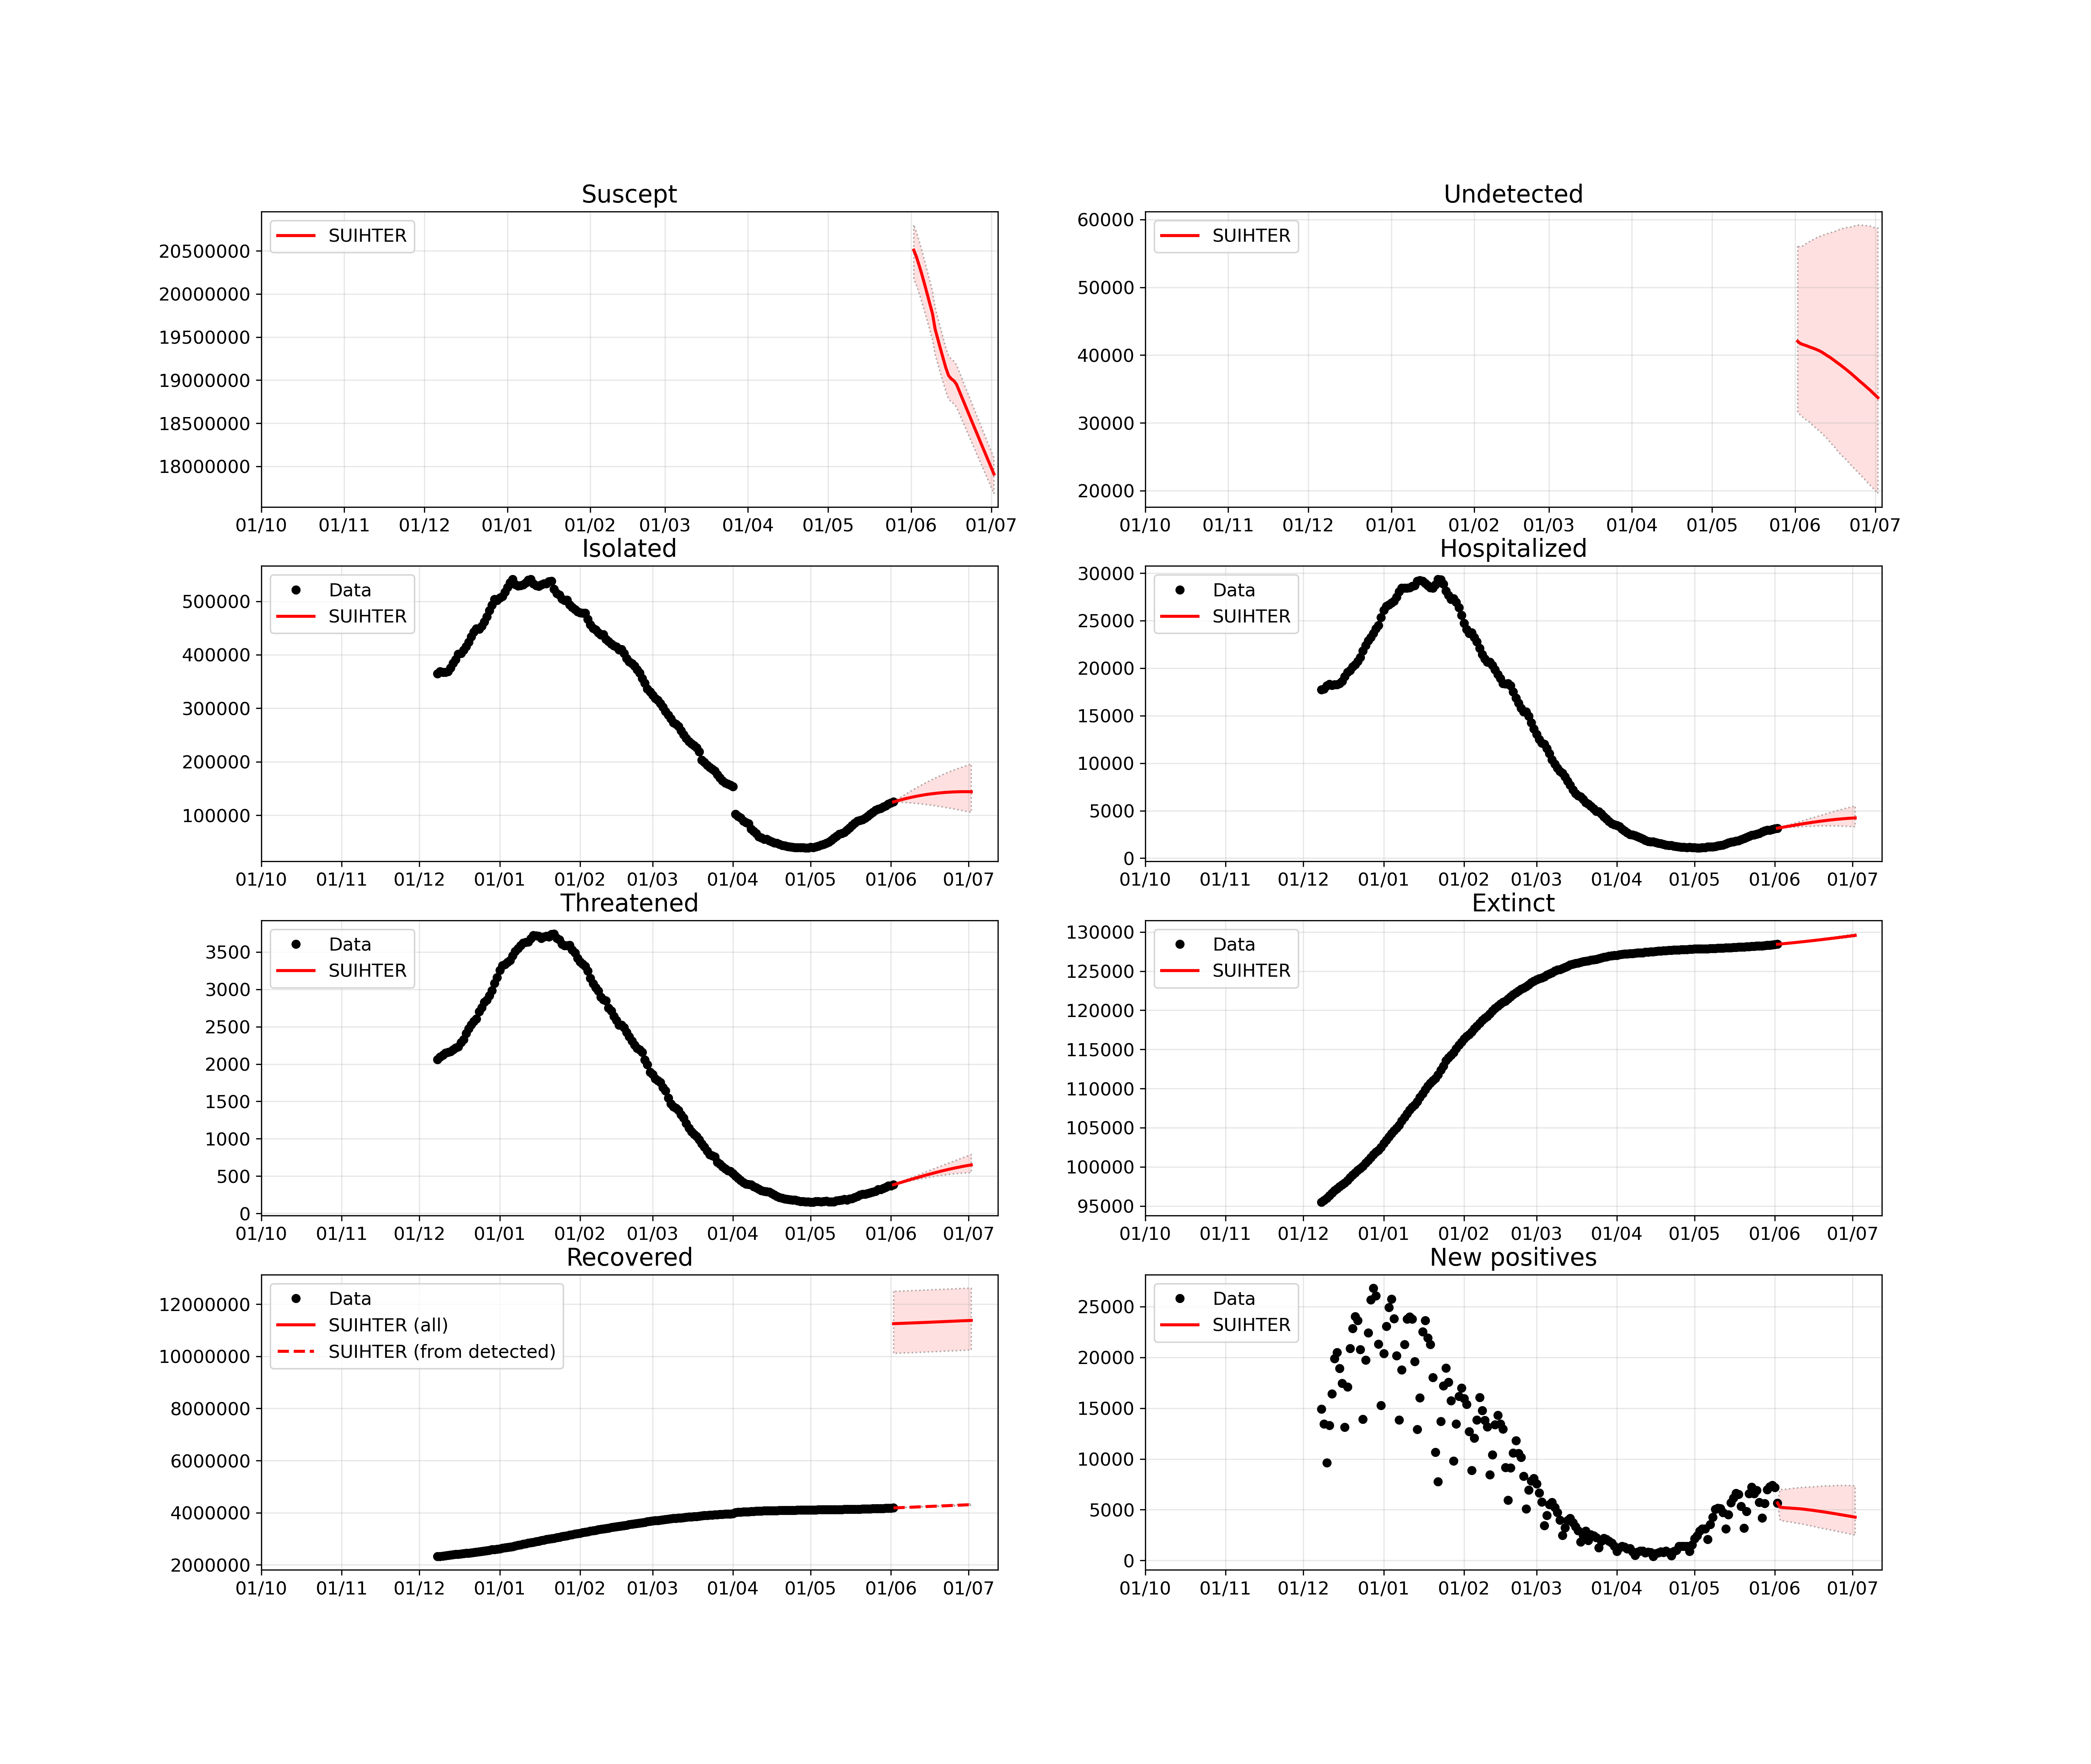 Suscept
SUIHTER
20500000
20000000
19500000
19000000
18500000
18000000
01/10 01/11 01/12 01/01 01/02 01/03 01/04 01/05 01/06 01/07
Undetected
SUIHTER
60000
50000
40000
30000
20000
01/10 01/11 01/12 01/01 01/02 01/03 01/04 01/05 01/06 01/07
Isolated
Data
SUIHTER
500000
400000
300000
200000
100000
01/10 01/11 01/12 01/01 01/02 01/03 01/04 01/05 01/06 01/07
Hospitalized
Data
SUIHTER
30000
25000
20000
15000
10000
5000
0
01/10 01/11 01/12 01/01 01/02 01/03 01/04 01/05 01/06 01/07
Threatened
Data
SUIHTER
3500
3000
2500
2000
1500
1000
500
0
01/10 01/11 01/12 01/01 01/02 01/03 01/04 01/05 01/06 01/07
Extinct
Data
SUIHTER
130000
125000
120000
115000
110000
105000
100000
95000
01/10 01/11 01/12 01/01 01/02 01/03 01/04 01/05 01/06 01/07
Recovered
Data
SUIHTER (all)
SUIHTER (from detected)
12000000
10000000
8000000
6000000
4000000
2000000
01/10 01/11 01/12 01/01 01/02 01/03 01/04 01/05 01/06 01/07
New positives
Data
SUIHTER
25000
20000
15000
10000
5000
0
01/10 01/11 01/12 01/01 01/02 01/03 01/04 01/05 01/06 01/07